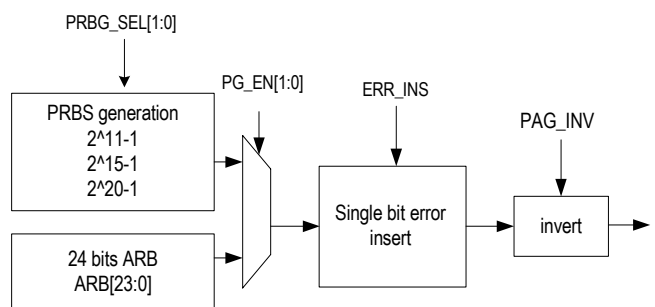 PRBG_SEL[1:0]
PG_EN[1:0]
ERR_INS
PAG_INV
PRBS generation
2^11-1
2^15-1
2^20-1
Single bit error
insert
invert
24 bits ARB
ARB[23:0]